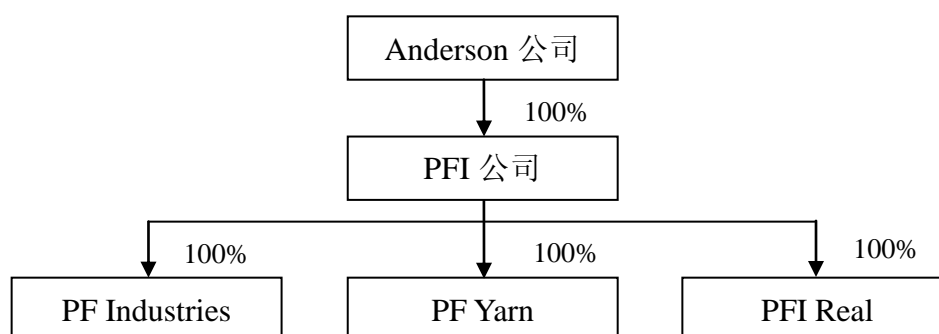 Anderson 公司
100%
PFI 公司
100%
100%
100%
PF Industries
PF Yarn
PFI Real